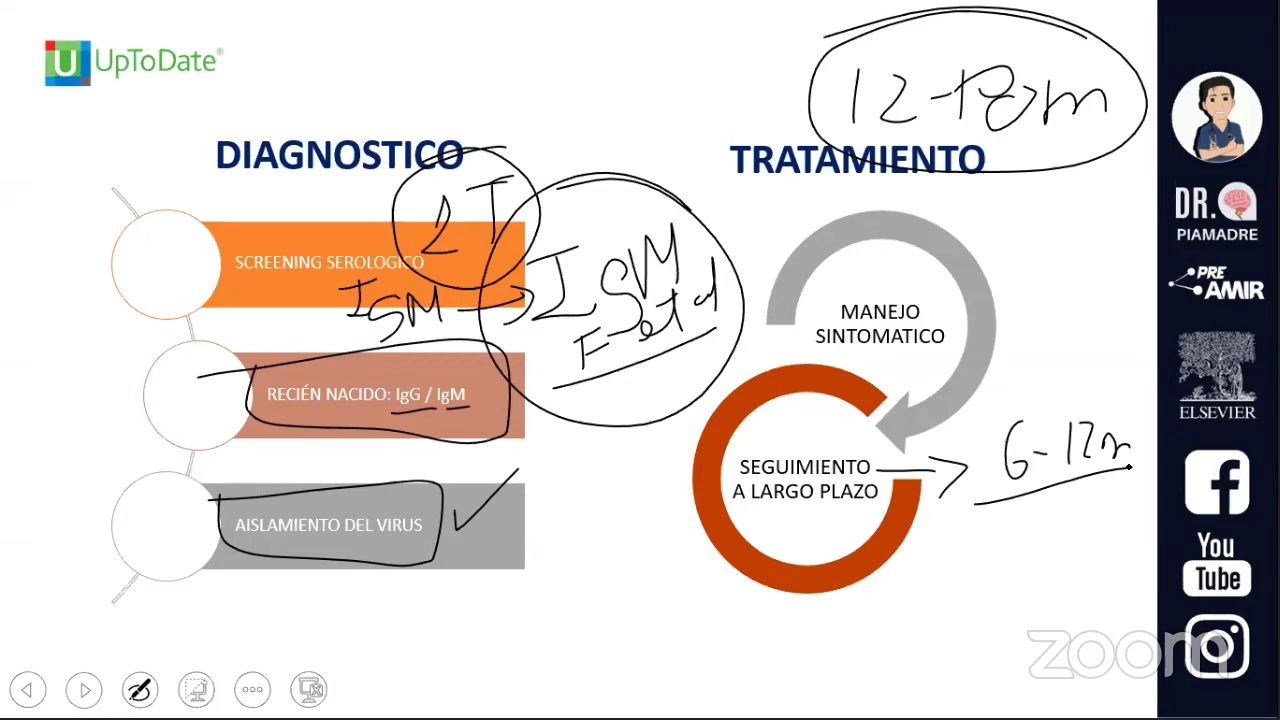 UpToDate®
12-18m
DIAGNOSTICO
TRATAMIENTO
2T
SCREENING SEROLOGICO
IgM
IgM
Fetal
RECIÉN NACIDO: IgG / IgM
AISLAMIENTO DEL VIRUS
MANEJO
SINTOMATICO
SEGUIMIENTO
A LARGO PLAZO
6-12m
DR.
PIAMADRE
PRE
AMIR
ELSEVIER
You
Tube
zoom